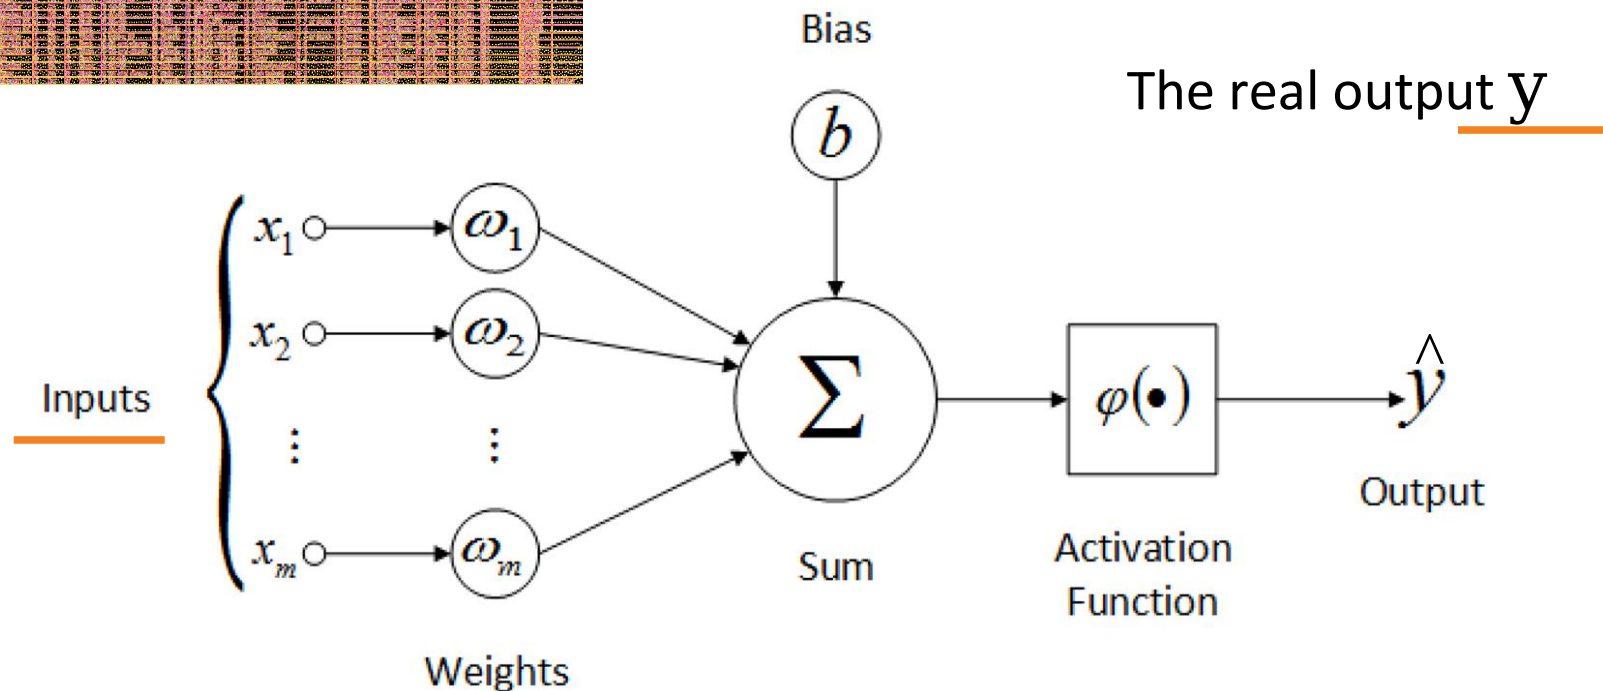 Bias
The real output y
b
x₁ ω₁
x₂ ω₂
Inputs
Σ
φ(•)
ŷ
⋮ ⋮
Output
xₘ ωₘ
Sum
Activation
Function
Weights